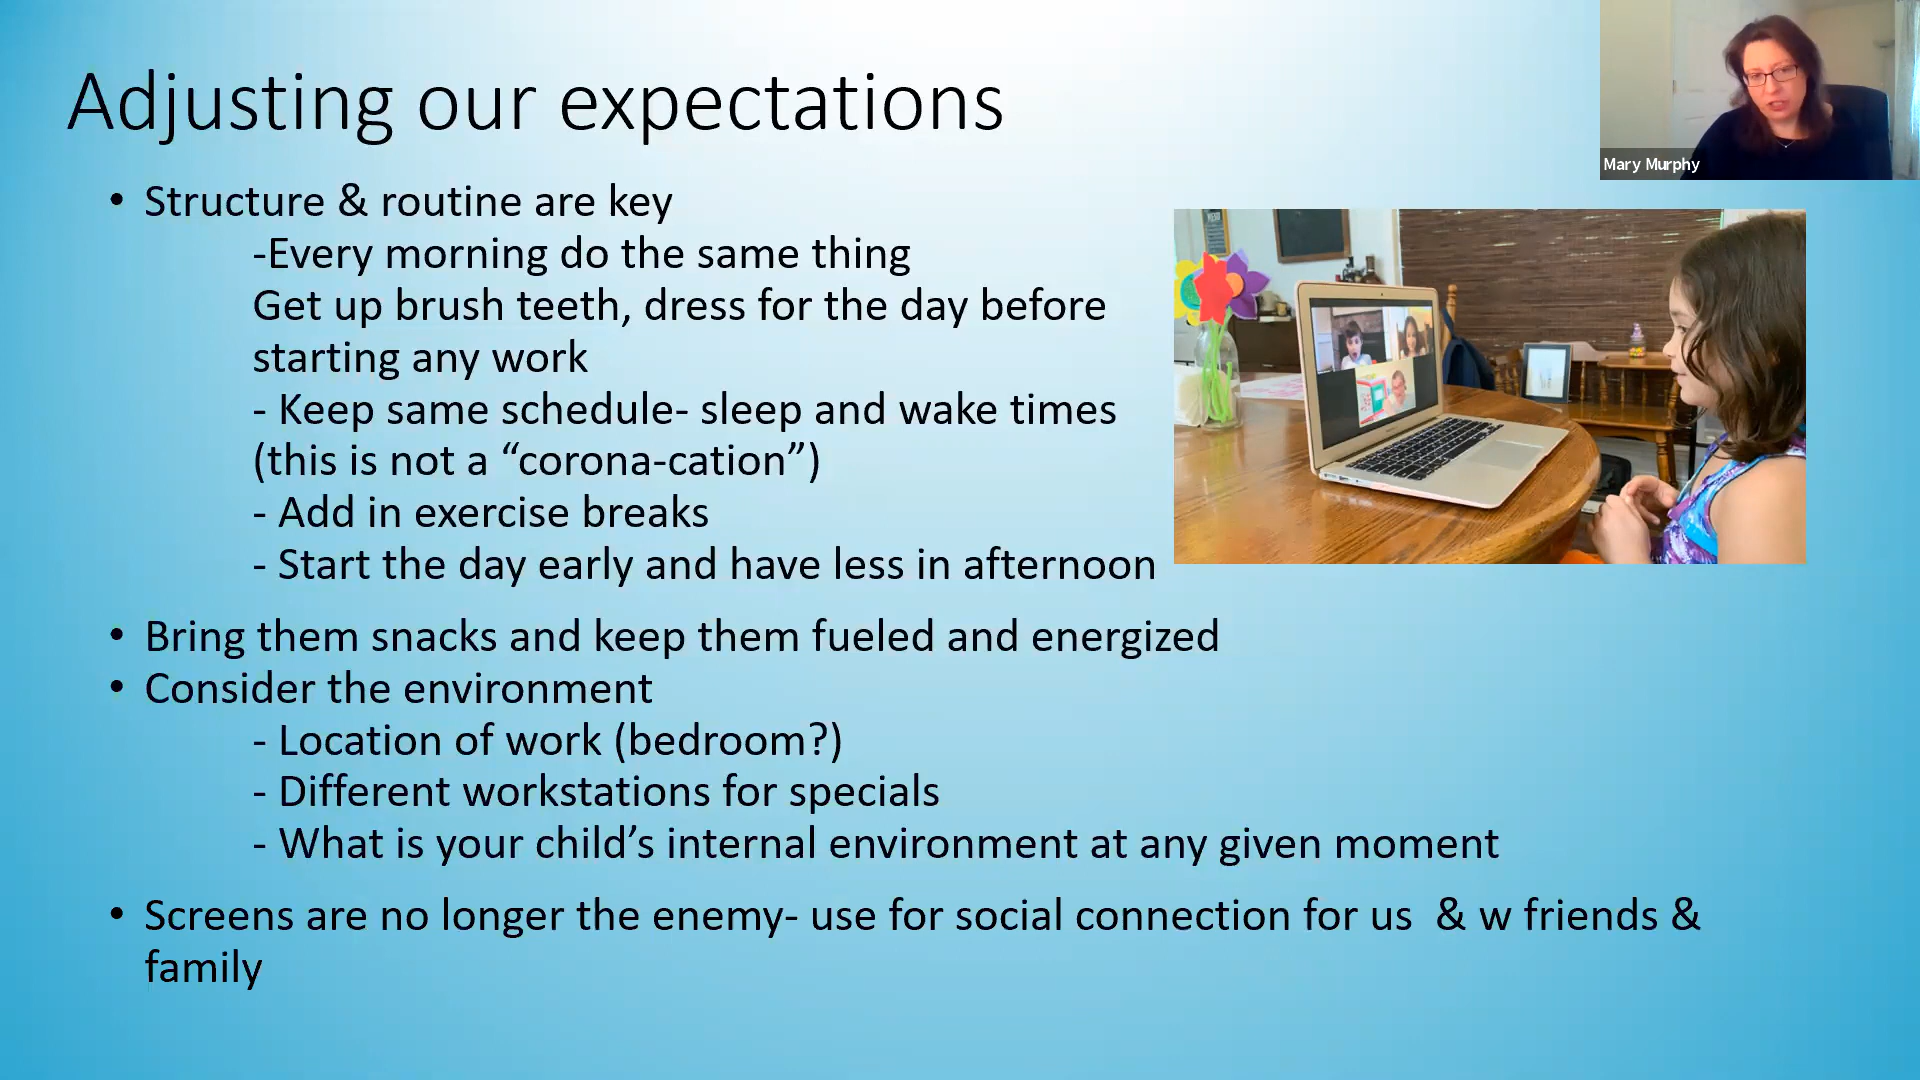 Adjusting our expectations
Mary Murphy
• Structure & routine are key
-Every morning do the same thing
Get up brush teeth, dress for the day before
starting any work
- Keep same schedule- sleep and wake times
(this is not a “corona-cation”)
- Add in exercise breaks
- Start the day early and have less in afternoon
• Bring them snacks and keep them fueled and energized
• Consider the environment
- Location of work (bedroom?)
- Different workstations for specials
- What is your child’s internal environment at any given moment
• Screens are no longer the enemy- use for social connection for us & w friends &
family